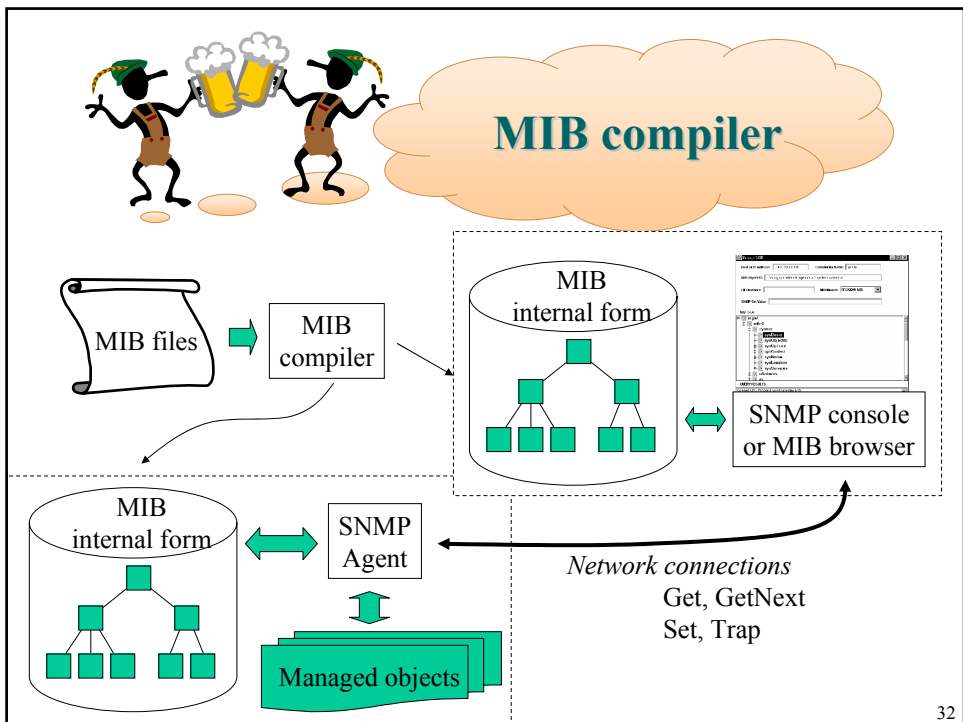 MIB compiler
MIB files
MIB
compiler
MIB
internal form
SNMP console
or MIB browser
MIB
internal form
SNMP
Agent
Managed objects
Network connections
Get, GetNext
Set, Trap
32